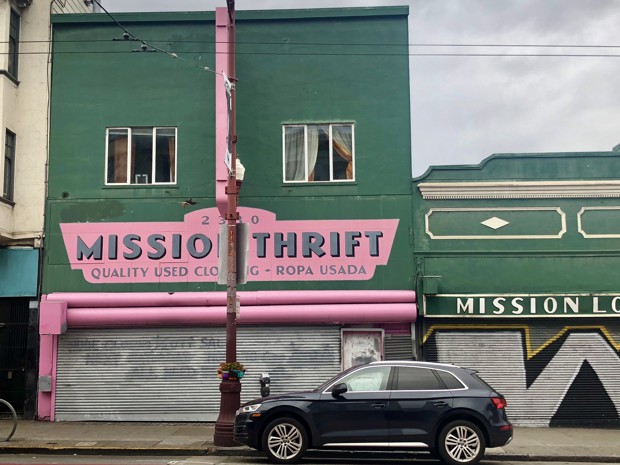 2330
MISSION THRIFT
QUALITY USED CLOTHING - ROPA USADA
MISSION LO